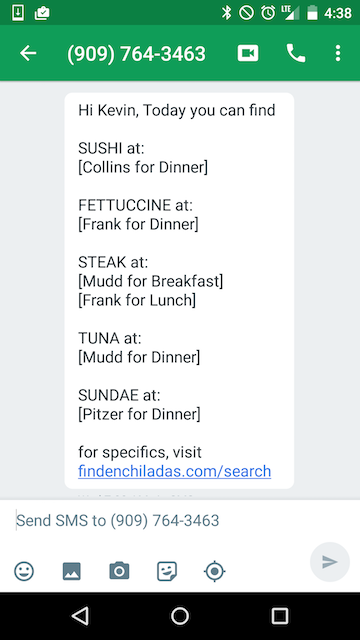 LTE 4:38
(909) 764-3463
Hi Kevin, Today you can find
SUSHI at:
[Collins for Dinner]
FETTUCCINE at:
[Frank for Dinner]
STEAK at:
[Mudd for Breakfast]
[Frank for Lunch]
TUNA at:
[Mudd for Dinner]
SUNDAE at:
[Pitzer for Dinner]
for specifics, visit
findenchiladas.com/search
Send SMS to (909) 764-3463